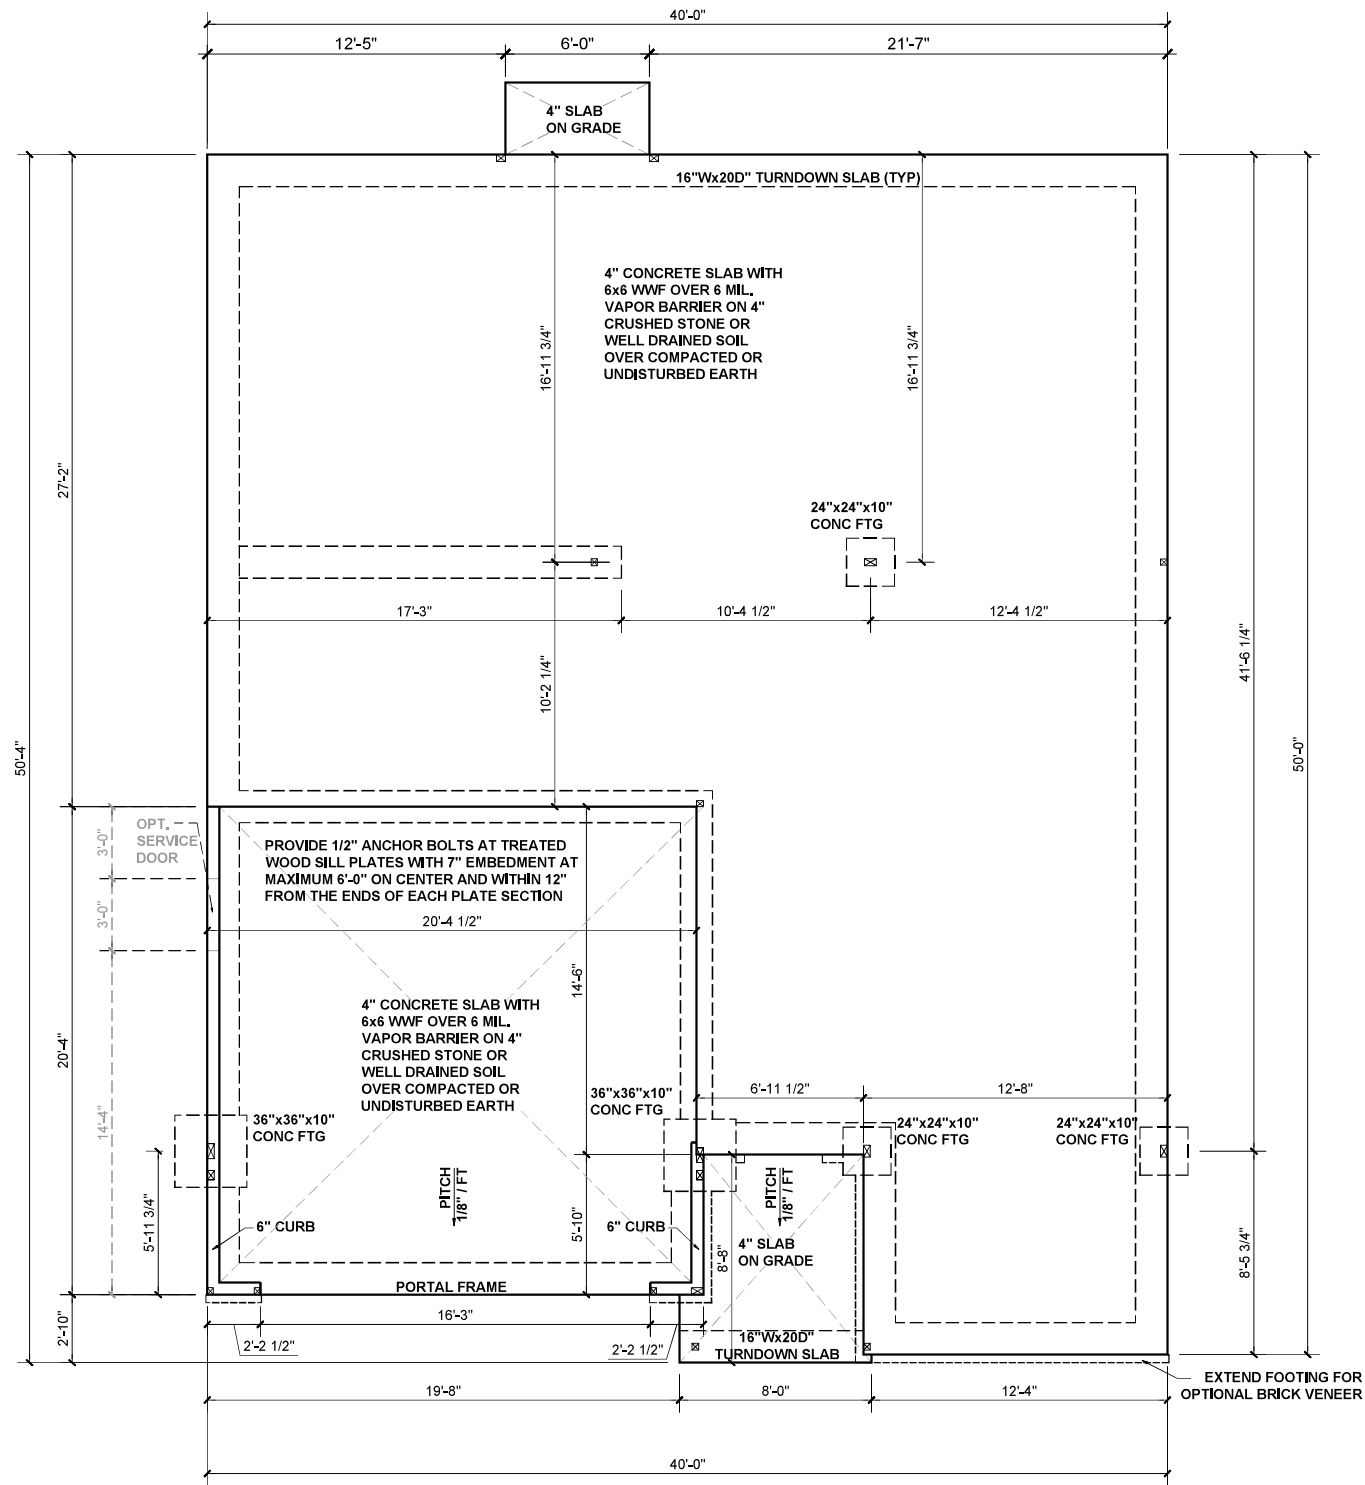 40'-0"
12'-5"
6'-0"
21'-7"
4" SLAB
ON GRADE
16"Wx20D" TURNDOWN SLAB (TYP)
4" CONCRETE SLAB WITH
6x6 WWF OVER 6 MIL.
VAPOR BARRIER ON 4"
CRUSHED STONE OR
WELL DRAINED SOIL
OVER COMPACTED OR
UNDISTURBED EARTH
16'-11 3/4"
16'-11 3/4"
27'-2"
24"x24"x10"
CONC FTG
17'-3"
10'-4 1/2"
12'-4 1/2"
41'-6 1/4"
10'-2 1/4"
50'-4"
50'-0"
OPT.
SERVICE
DOOR
3'-0"
3'-0"
14'-4"
PROVIDE 1/2" ANCHOR BOLTS AT TREATED
WOOD SILL PLATES WITH 7" EMBEDMENT AT
MAXIMUM 6'-0" ON CENTER AND WITHIN 12"
FROM THE ENDS OF EACH PLATE SECTION
20'-4 1/2"
14'-6"
4" CONCRETE SLAB WITH
6x6 WWF OVER 6 MIL.
VAPOR BARRIER ON 4"
CRUSHED STONE OR
WELL DRAINED SOIL
OVER COMPACTED OR
UNDISTURBED EARTH
20'-4"
6'-11 1/2"
12'-8"
36"x36"x10"
CONC FTG
36"x36"x10"
CONC FTG
24"x24"x10"
CONC FTG
24"x24"x10"
CONC FTG
PITCH
1/8" / FT
PITCH
1/8" / FT
5'-11 3/4"
6" CURB
5'-10"
6" CURB
8'-8"
4" SLAB
ON GRADE
8'-5 3/4"
PORTAL FRAME
2'-10"
16'-3"
2'-2 1/2"
2'-2 1/2"
16"Wx20D"
TURNDOWN SLAB
EXTEND FOOTING FOR
OPTIONAL BRICK VENEER
19'-8"
8'-0"
12'-4"
40'-0"